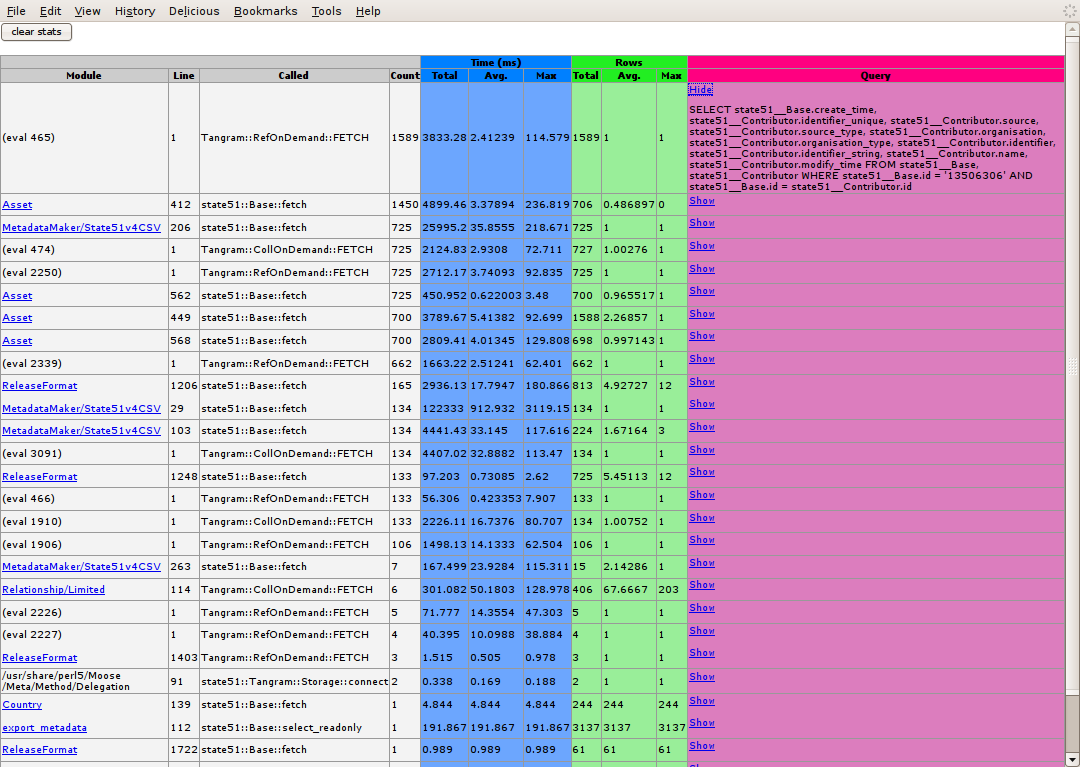 File Edit View History Delicious Bookmarks Tools Help
clear stats
Time (ms) Rows
Module Line Called Count Total Avg. Max Total Avg. Max Query
Hide
(eval 465) 1 Tangram::RefOnDemand::FETCH 1589 3833.28 2.41239 114.579 1589 1 1
SELECT state51__Base.create_time,
state51__Contributor.identifier_unique, state51__Contributor.source,
state51__Contributor.source_type, state51__Contributor.organisation,
state51__Contributor.organisation_type, state51__Contributor.identifier,
state51__Contributor.identifier_string, state51__Contributor.name,
state51__Contributor.modify_time FROM state51__Base,
state51__Contributor WHERE state51__Base.id = '13506306' AND
state51__Base.id = state51__Contributor.id
Asset 412 state51::Base::fetch 1450 4899.46 3.37894 236.819 706 0.486897 0 Show
MetadataMaker/State51v4CSV 206 state51::Base::fetch 725 25995.2 35.8555 218.671 725 1 1 Show
(eval 474) 1 Tangram::CollOnDemand::FETCH 725 2124.83 2.9308 72.711 727 1.00276 1 Show
(eval 2250) 1 Tangram::RefOnDemand::FETCH 725 2712.17 3.74093 92.835 725 1 1 Show
Asset 562 state51::Base::fetch 725 450.952 0.622003 3.48 700 0.965517 1 Show
Asset 449 state51::Base::fetch 700 3789.67 5.41382 92.699 1588 2.26857 1 Show
Asset 568 state51::Base::fetch 700 2809.41 4.01345 129.808 698 0.997143 1 Show
(eval 2339) 1 Tangram::RefOnDemand::FETCH 662 1663.22 2.51241 62.401 662 1 1 Show
ReleaseFormat 1206 state51::Base::fetch 165 2936.13 17.7947 180.866 813 4.92727 12 Show
MetadataMaker/State51v4CSV 29 state51::Base::fetch 134 122333 912.932 3119.15 134 1 1 Show
MetadataMaker/State51v4CSV 103 state51::Base::fetch 134 4441.43 33.145 117.616 224 1.67164 3 Show
(eval 3091) 1 Tangram::CollOnDemand::FETCH 134 4407.02 32.8882 113.47 134 1 1 Show
ReleaseFormat 1248 state51::Base::fetch 133 97.203 0.73085 2.62 725 5.45113 12 Show
(eval 466) 1 Tangram::RefOnDemand::FETCH 133 56.306 0.423353 7.907 133 1 1 Show
(eval 1910) 1 Tangram::CollOnDemand::FETCH 133 2226.11 16.7376 80.707 134 1.00752 1 Show
(eval 1906) 1 Tangram::RefOnDemand::FETCH 106 1498.13 14.1333 62.504 106 1 1 Show
MetadataMaker/State51v4CSV 263 state51::Base::fetch 7 167.499 23.9284 115.311 15 2.14286 1 Show
Relationship/Limited 114 Tangram::CollOnDemand::FETCH 6 301.082 50.1803 128.978 406 67.6667 203 Show
(eval 2226) 1 Tangram::RefOnDemand::FETCH 5 71.777 14.3554 47.303 5 1 1 Show
(eval 2227) 1 Tangram::RefOnDemand::FETCH 4 40.395 10.0988 38.884 4 1 1 Show
ReleaseFormat 1403 Tangram::RefOnDemand::FETCH 3 1.515 0.505 0.978 3 1 1 Show
/usr/share/perl5/Moose
/Meta/Method/Delegation 91 state51::Tangram::Storage::connect 2 0.338 0.169 0.188 2 1 1 Show
Country 139 state51::Base::fetch 1 4.844 4.844 4.844 244 244 244 Show
export_metadata 112 state51::Base::select_readonly 1 191.867 191.867 191.867 3137 3137 3137 Show
ReleaseFormat 1722 state51::Base::fetch 1 0.989 0.989 0.989 61 61 61 Show